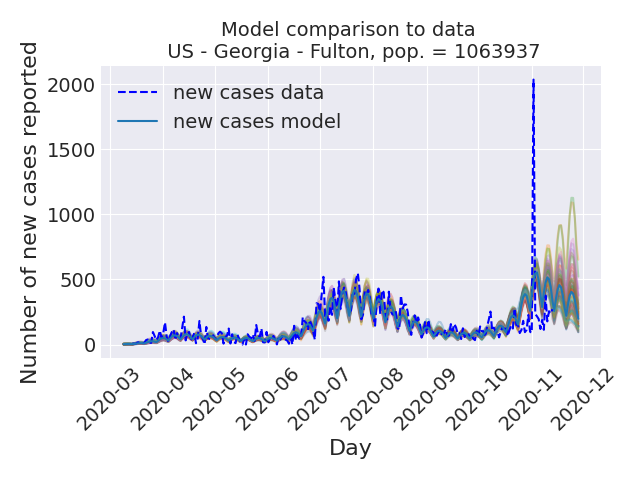 Model comparison to data
US - Georgia - Fulton, pop. = 1063937
new cases data
new cases model
Number of new cases reported
2000
1500
1000
500
0
2020-03
2020-04
2020-05
2020-06
2020-07
2020-08
2020-09
2020-10
2020-11
2020-12
Day